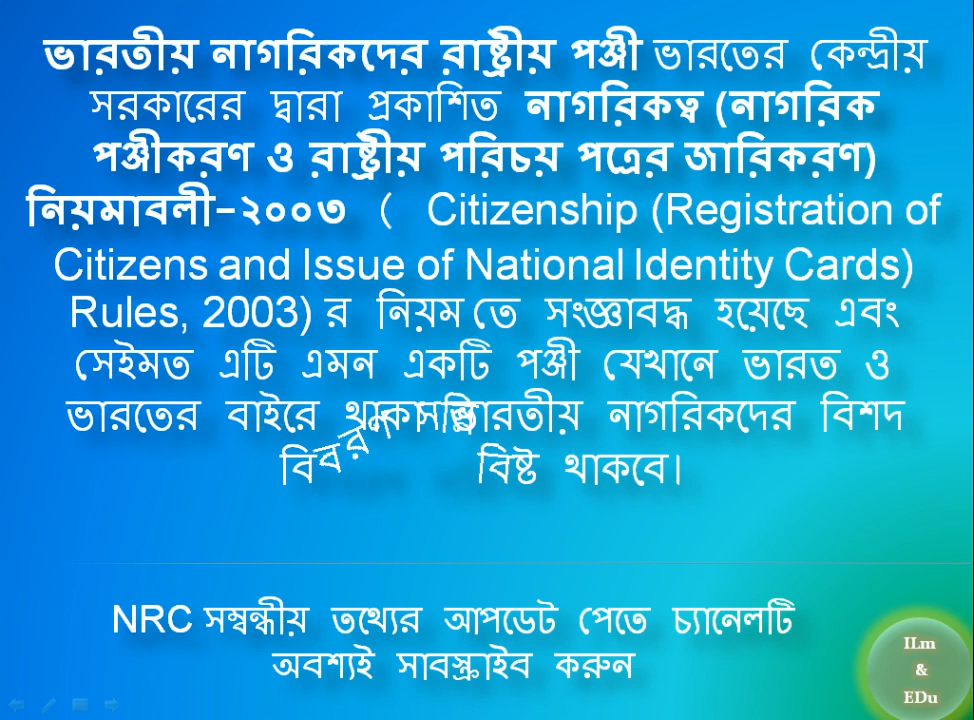 ভারতীয় নাগরিকদের রাষ্ট্রীয় পঞ্জী ভারতের কেন্দ্রীয়
সরকারের দ্বারা প্রকাশিত নাগরিকত্ব (নাগরিক
পঞ্জীকরণ ও রাষ্ট্রীয় পরিচয় পত্রের জারিকরণ)
নিয়মাবলী-২০০৩ ( Citizenship (Registration of
Citizens and Issue of National Identity Cards)
Rules, 2003) র নিয়ম তে সংজ্ঞাবদ্ধ হয়েছে এবং
সেইমত এটি এমন একটি পঞ্জী যেখানে ভারত ও
ভারতের বাইরে থাকা ভারতীয় নাগরিকদের বিশদ
বিবরণ সন্নিবিষ্ট থাকবে।
NRC সম্বন্ধীয় তথ্যের আপডেট পেতে চ্যানেলটি
অবশ্যই সাবস্ক্রাইব করুন
ILm
&
EDu